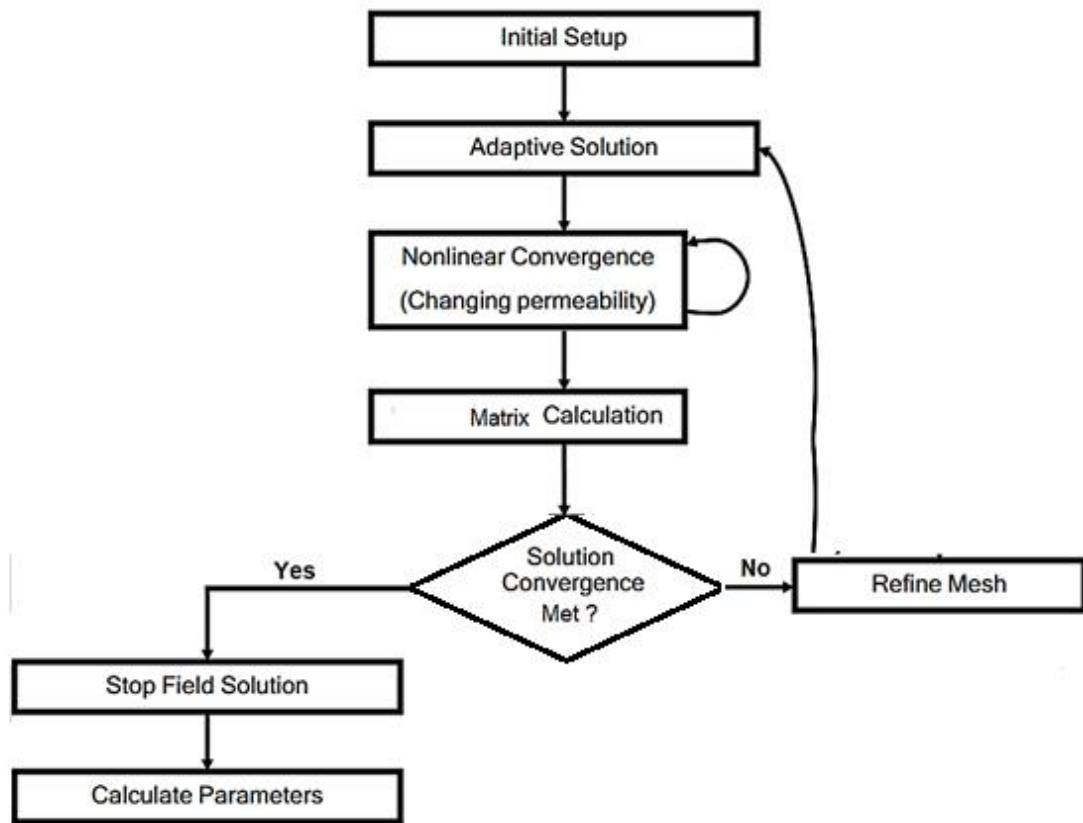 Initial Setup
Adaptive Solution
Nonlinear Convergence
(Changing permeability)
Matrix Calculation
Solution
Convergence
Met ?
Yes
No
Refine Mesh
Stop Field Solution
Calculate Parameters